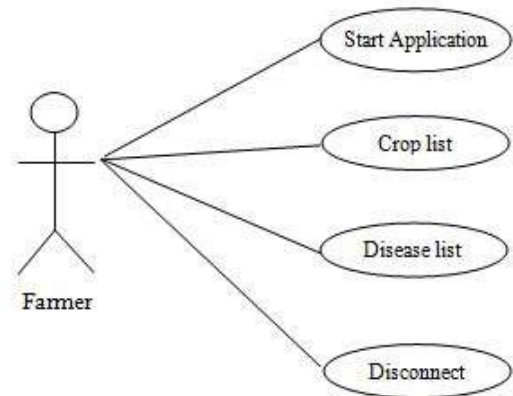 Start Application
Crop list
Disease list
Farmer
Disconnect